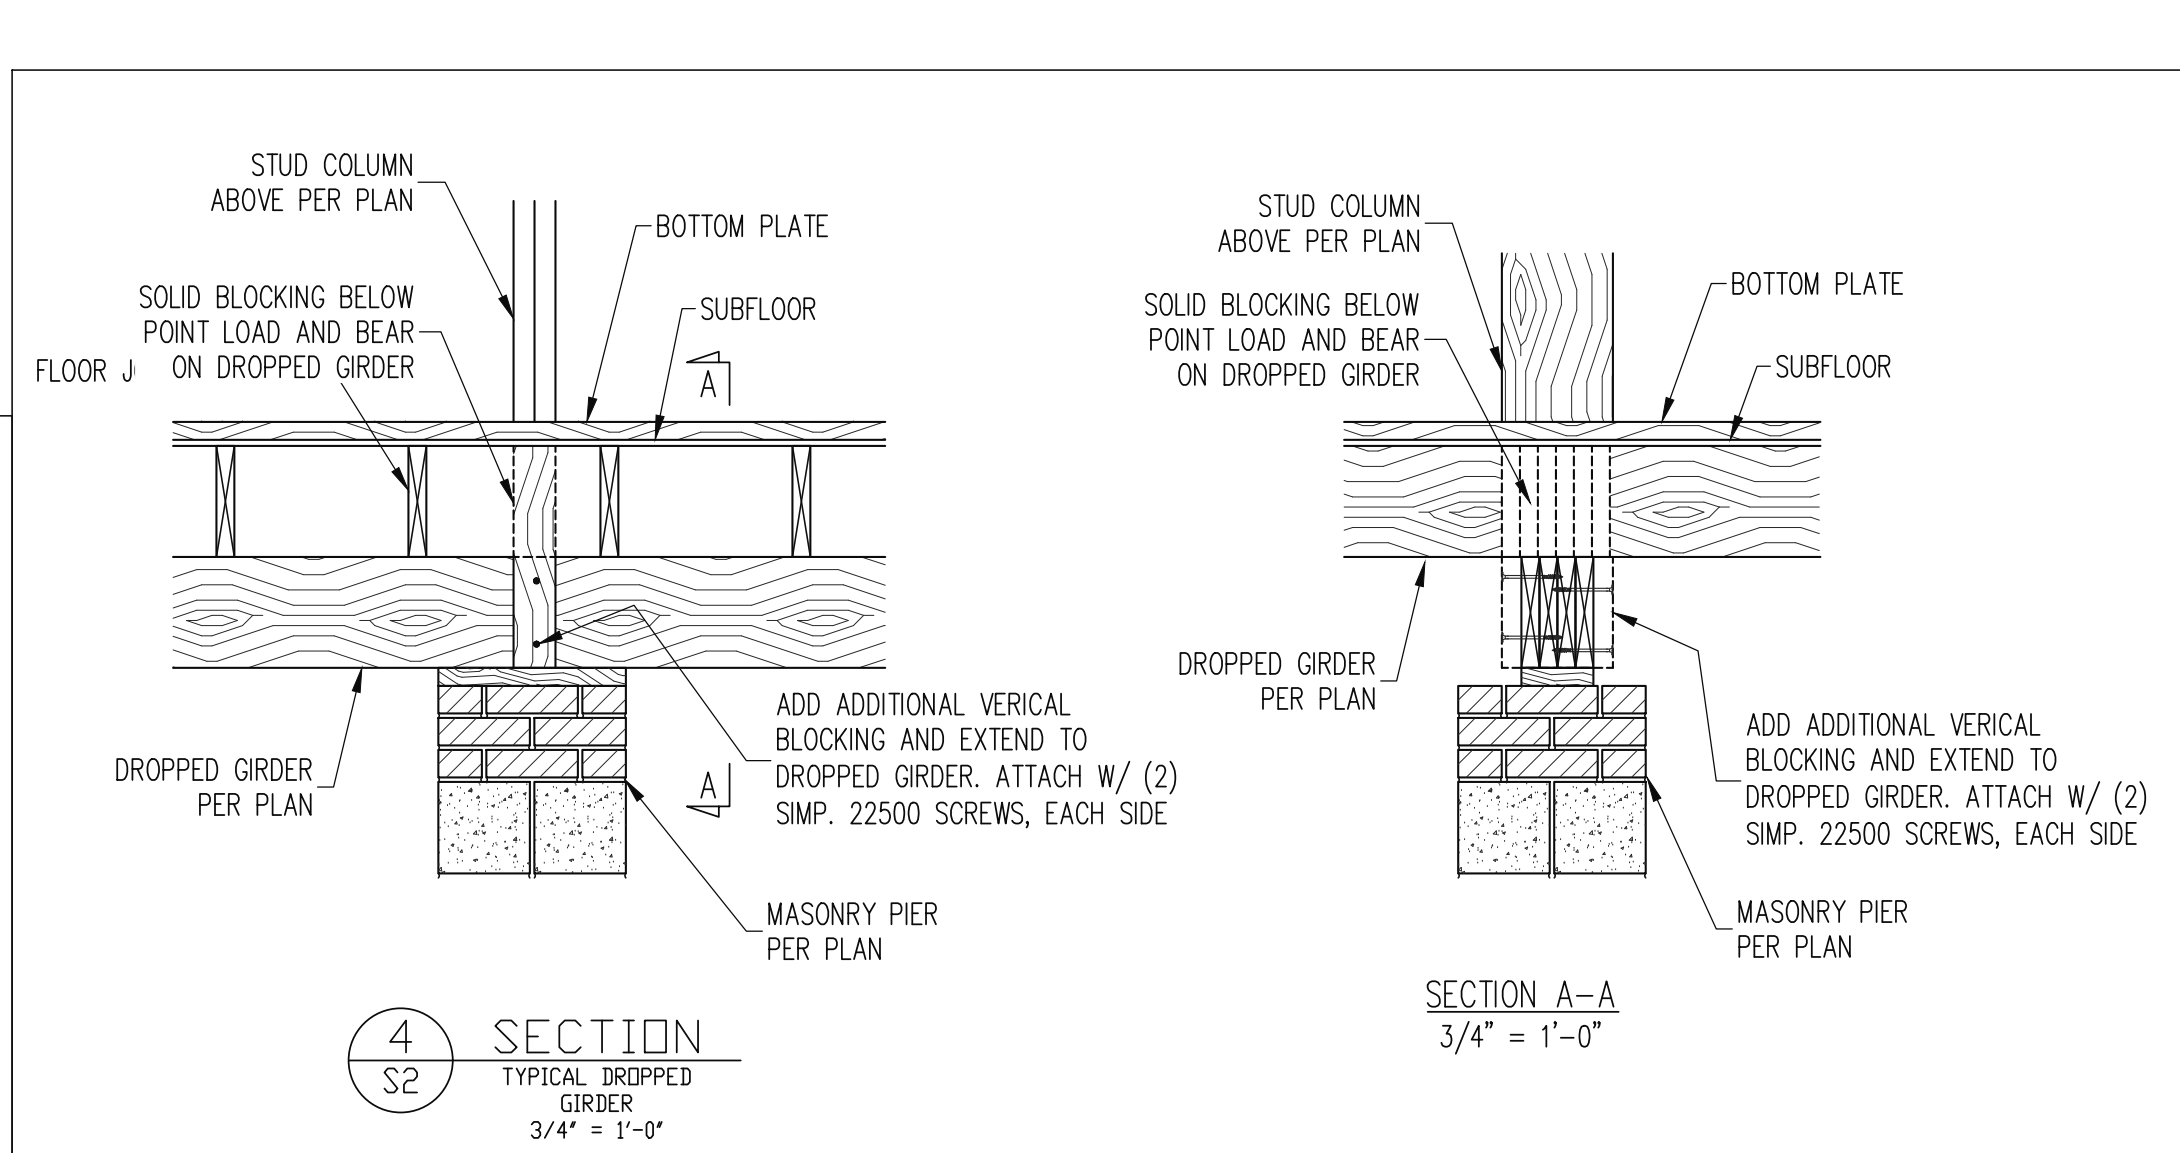 STUD COLUMN
ABOVE PER PLAN
BOTTOM PLATE
SOLID BLOCKING BELOW
POINT LOAD AND BEAR
ON DROPPED GIRDER
SUBFLOOR
FLOOR
A
DROPPED GIRDER
PER PLAN
ADD ADDITIONAL VERICAL
BLOCKING AND EXTEND TO
DROPPED GIRDER. ATTACH W/ (2)
SIMP. 22500 SCREWS, EACH SIDE
A
MASONRY PIER
PER PLAN
4
S2
SECTION
TYPICAL DROPPED
GIRDER
3/4" = 1'-0"
STUD COLUMN
ABOVE PER PLAN
BOTTOM PLATE
SOLID BLOCKING BELOW
POINT LOAD AND BEAR
ON DROPPED GIRDER
SUBFLOOR
DROPPED GIRDER
PER PLAN
ADD ADDITIONAL VERICAL
BLOCKING AND EXTEND TO
DROPPED GIRDER. ATTACH W/ (2)
SIMP. 22500 SCREWS, EACH SIDE
MASONRY PIER
PER PLAN
SECTION A-A
3/4" = 1'-0"